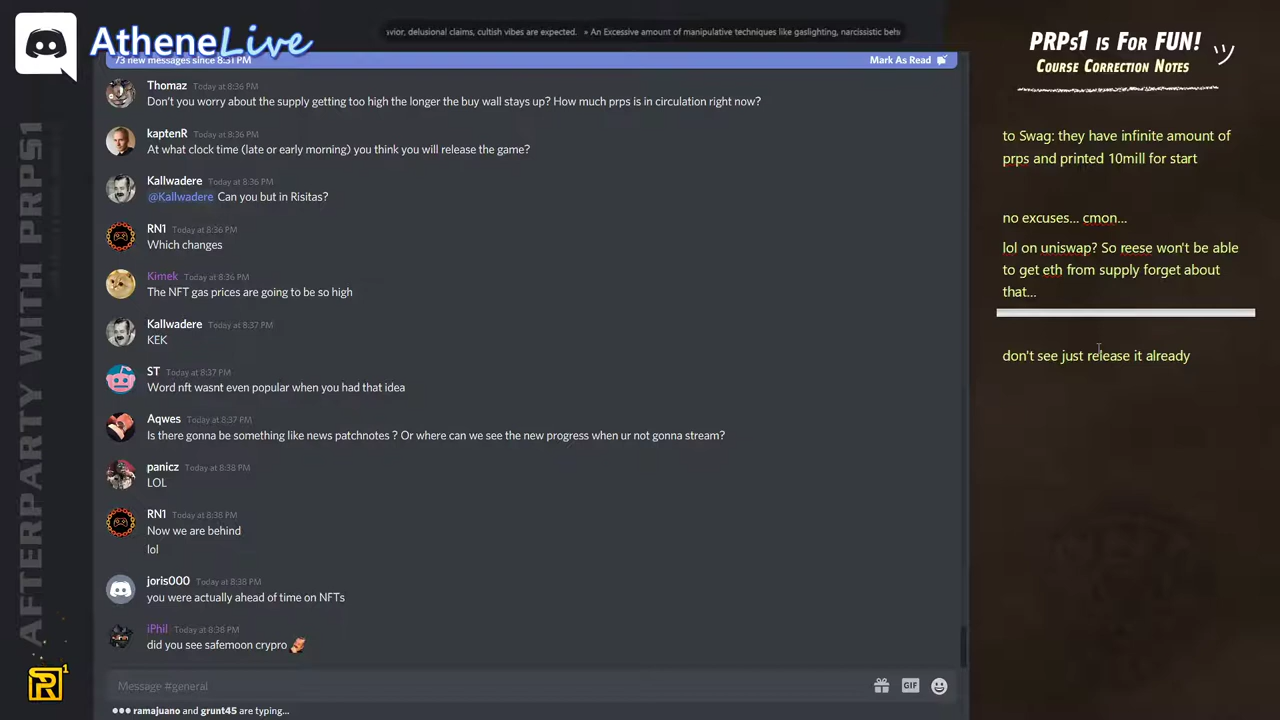 AtheneLive
vior, delusional claims, cultish vibes are expected. » An Excessive amount of manipulative techniques like gaslighting, narcissistic beh
73 new messages since 8:31 PM
Mark As Read
Thomaz Today at 8:36 PM
Don't you worry about the supply getting too high the longer the buy wall stays up? How much prps is in circulation right now?
kaptenR Today at 8:36 PM
At what clock time (late or early morning) you think you will release the game?
Kallwadere Today at 8:36 PM
@Kallwadere Can you but in Risitas?
RN1 Today at 8:36 PM
Which changes
Kimek Today at 8:36 PM
The NFT gas prices are going to be so high
Kallwadere Today at 8:37 PM
KEK
ST Today at 8:37 PM
Word nft wasnt even popular when you had that idea
Aqwes Today at 8:37 PM
Is there gonna be something like news patchnotes ? Or where can we see the new progress when ur not gonna stream?
panicz Today at 8:38 PM
LOL
RN1 Today at 8:38 PM
Now we are behind
lol
joris000 Today at 8:38 PM
you were actually ahead of time on NFTs
iPhil Today at 8:38 PM
did you see safemoon crypro
Message #general
GIF
ramajuano and grunt45 are typing...
AFTERPARTY WITH PRPS1
R1
PRPs1 is For FUN! ツ
Course Correction Notes
to Swag: they have infinite amount of
prps and printed 10mill for start
no excuses... cmon...
lol on uniswap? So reese won't be able
to get eth from supply forget about
that...
don't see just release it already